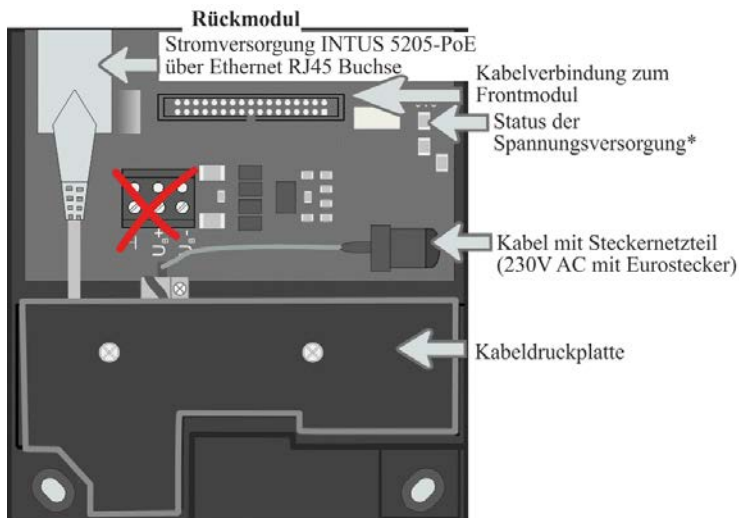 Rückmodul
Stromversorgung INTUS 5205-PoE
über Ethernet RJ45 Buchse
Kabelverbindung zum
Frontmodul
Status der
Spannungsversorgung*
U+
U-
Kabel mit Steckernetzteil
(230V AC mit Eurostecker)
Kabeldruckplatte